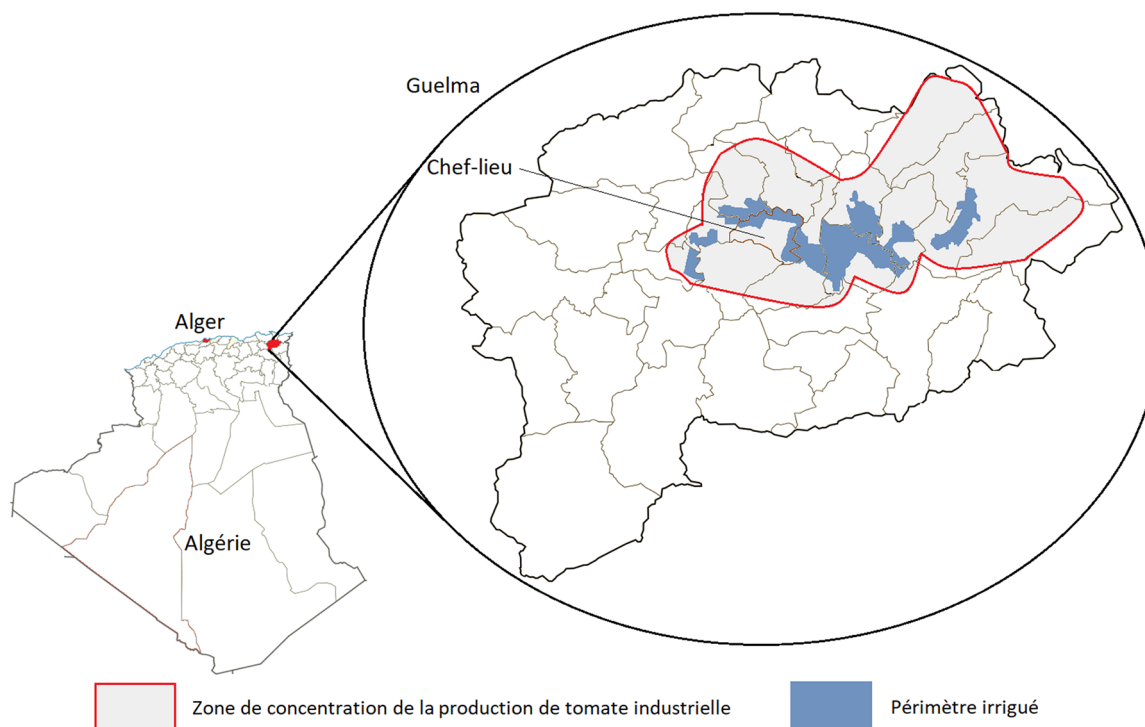 Guelma
Chef-lieu
Alger
Algérie
Zone de concentration de la production de tomate industrielle
Périmètre irrigué